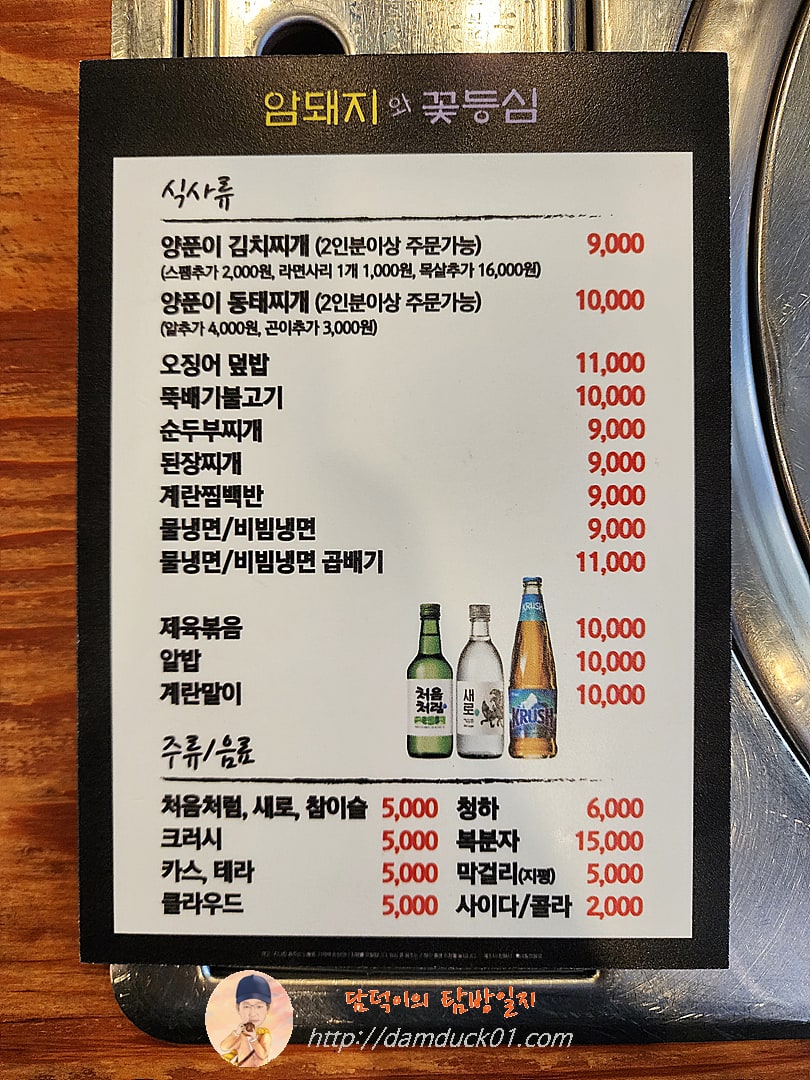 암돼지와 꽃등심
식사류
양푼이 김치찌개 (2인분이상 주문가능) 9,000
(스팸추가 2,000원, 라면사리 1개 1,000원, 목살추가 16,000원)
양푼이 동태찌개 (2인분이상 주문가능) 10,000
(알추가 4,000원, 곤이추가 3,000원)
오징어 덮밥 11,000
뚝배기불고기 10,000
순두부찌개 9,000
된장찌개 9,000
계란찜백반 9,000
물냉면/비빔냉면 9,000
물냉면/비빔냉면 곱배기 11,000
제육볶음 10,000
알밥 10,000
계란말이 10,000
KRUSH
처음처럼
새로
KRUSH
주류/음료
처음처럼, 새로, 참이슬 5,000 청하 6,000
크러시 5,000 복분자 15,000
카스, 테라 5,000 막걸리(지평) 5,000
클라우드 5,000 사이다/콜라 2,000
담덕이의 탐방일지
http://damduck01.com